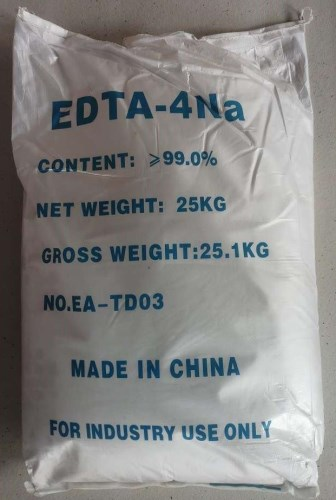 EDTA-4Na
CONTENT: ≥99.0%
NET WEIGHT: 25KG
GROSS WEIGHT:25.1KG
NO.EA-TD03
MADE IN CHINA
FOR INDUSTRY USE ONLY